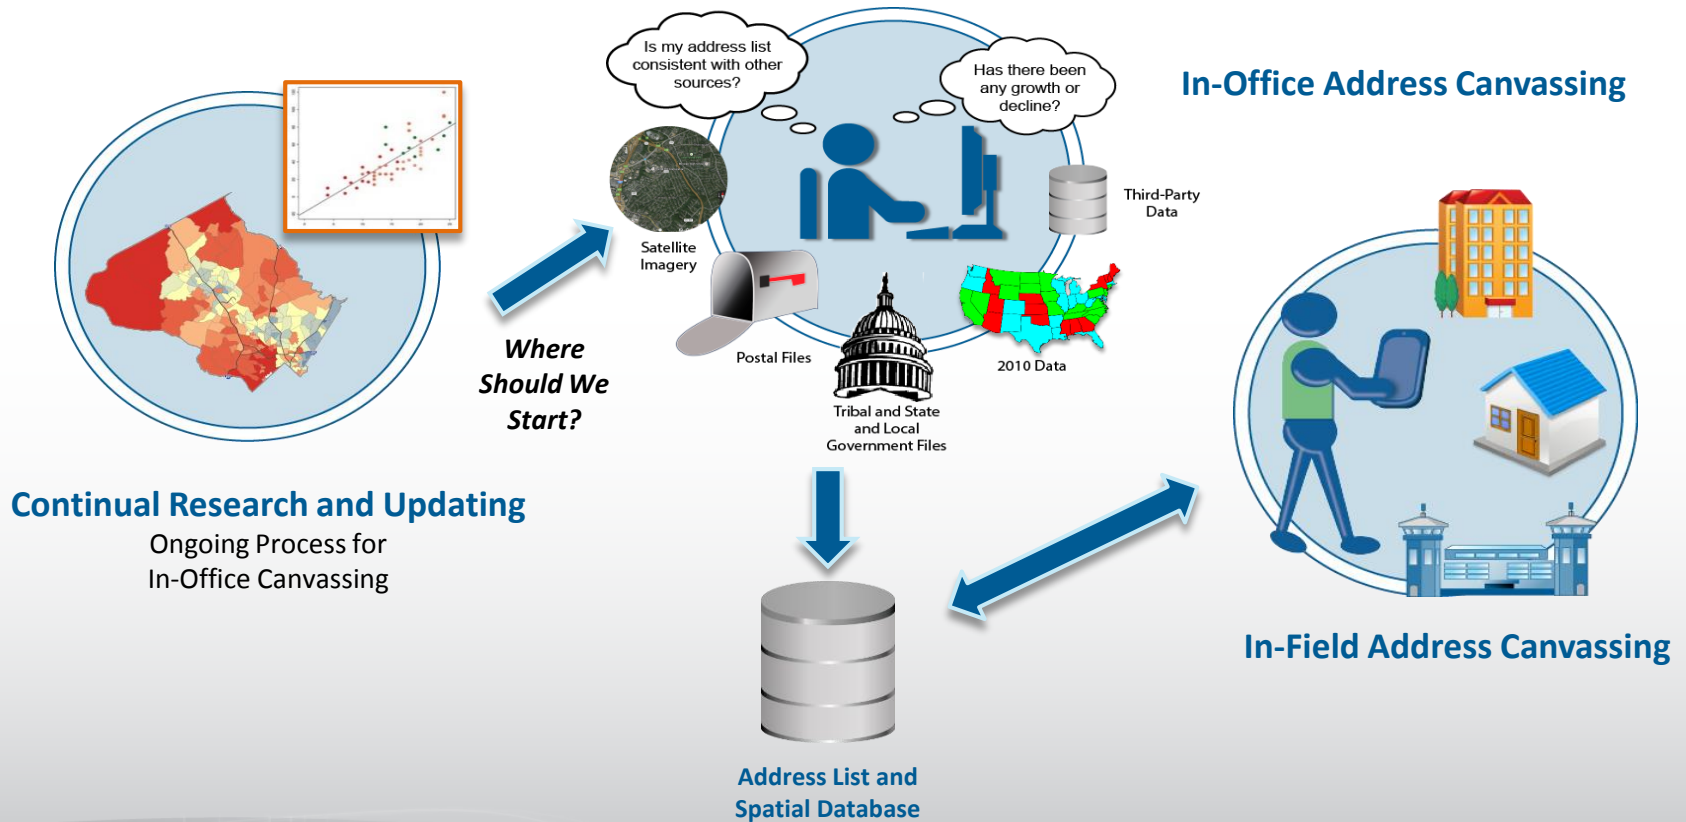 Is my address list
consistent with other
sources?
Has there been
any growth or
decline?
In-Office Address Canvassing
Third-Party
Data
Satellite
Imagery
Where
Should We
Start?
Postal Files
2010 Data
Tribal and State
and Local
Government Files
Continual Research and Updating
Ongoing Process for
In-Office Canvassing
In-Field Address Canvassing
Address List and
Spatial Database